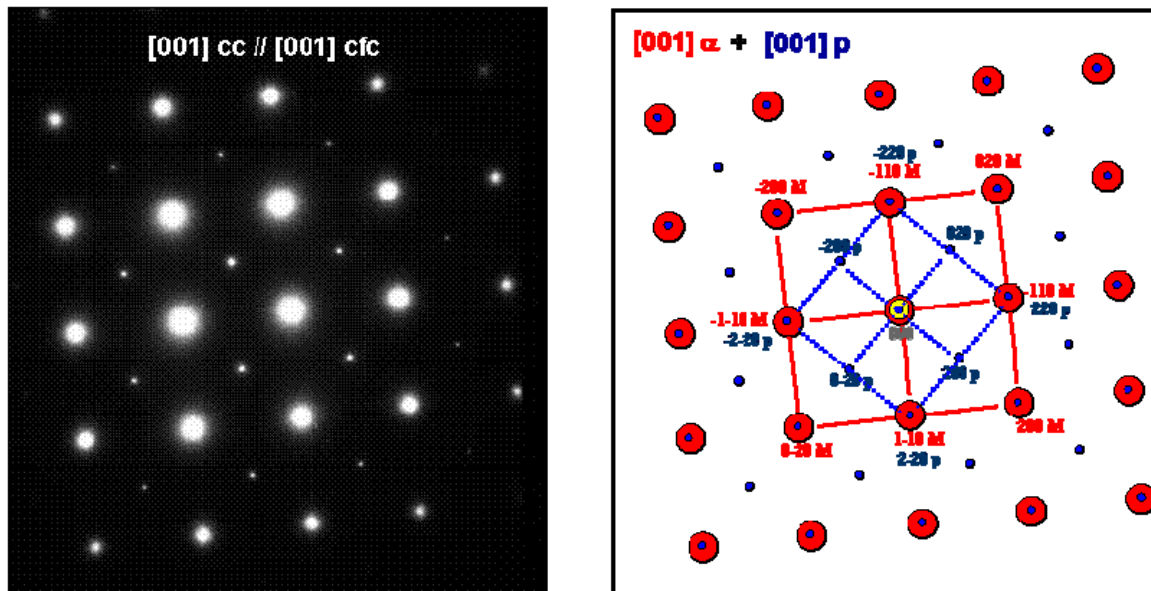 [001] cc // [001] cfc
[001] α + [001] p
-220 p
-110 M
020 M
-200 M
-200 p
020 p
-110 M
220 p
-1-10 M
-2-20 p
0-20 p
200 p
1-10 M
2-20 p
0-20 M
200 M